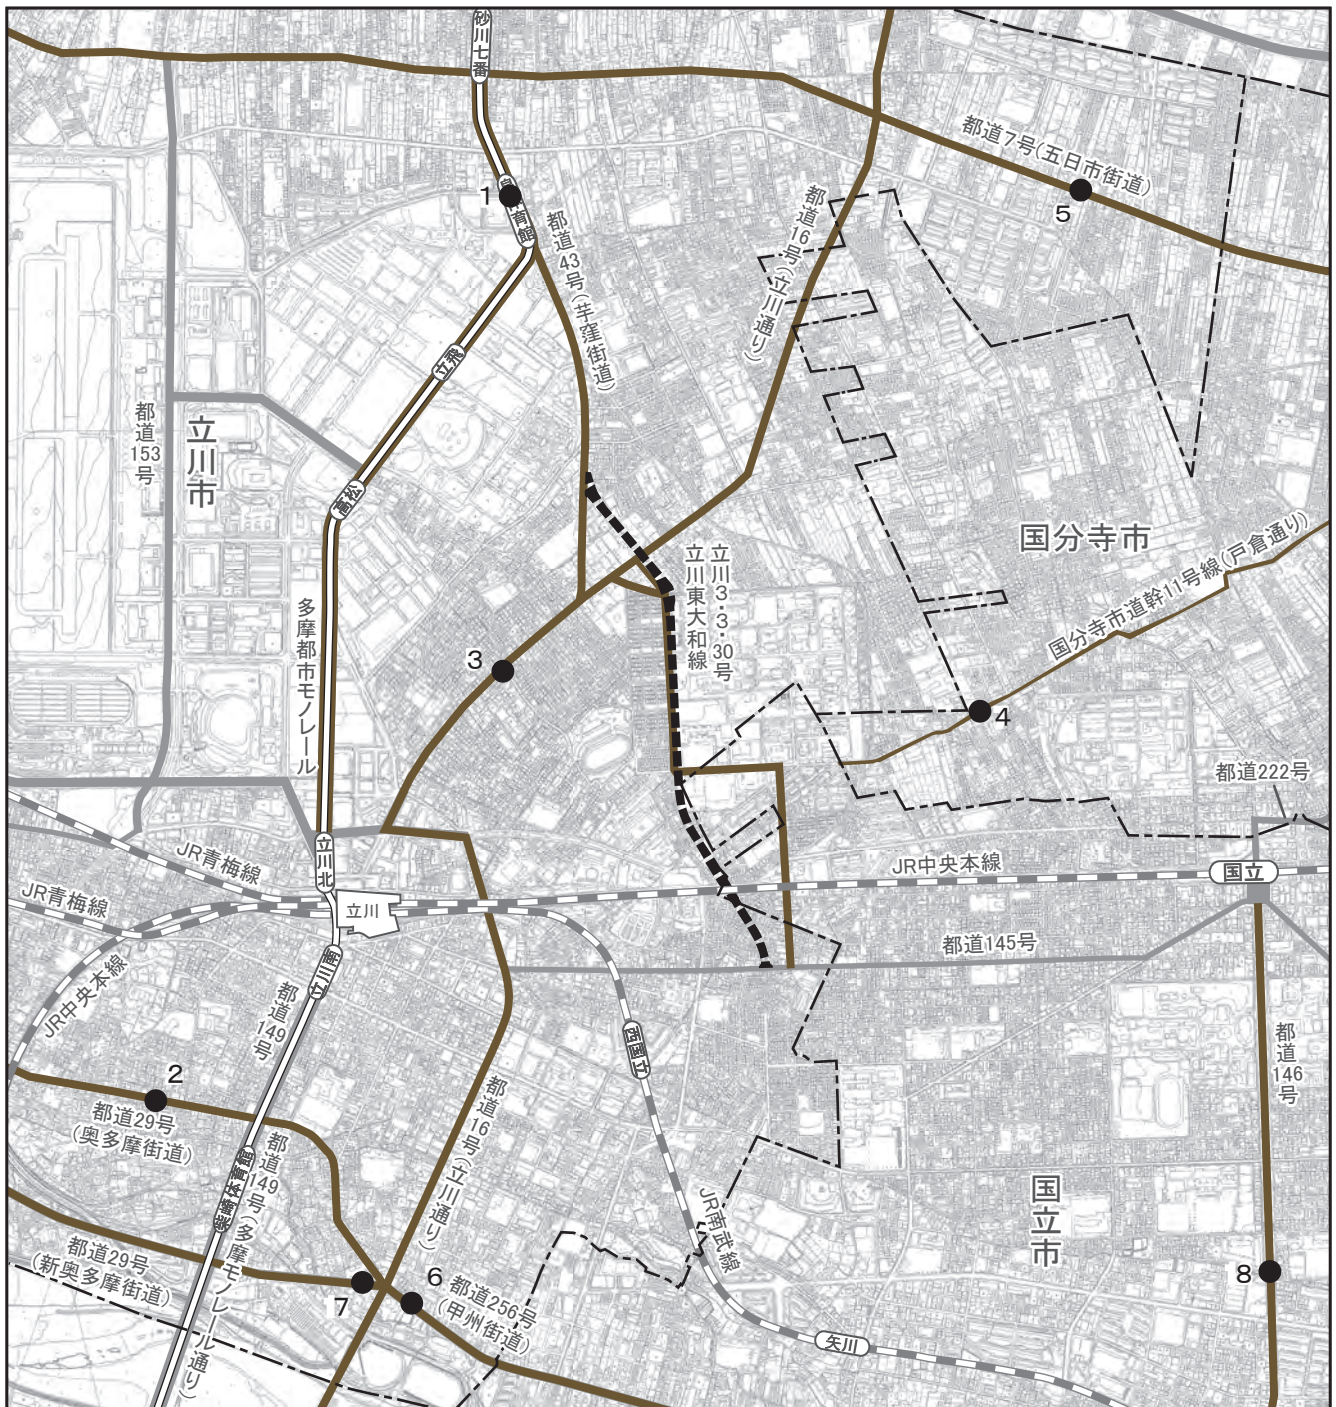 砂川七番
都道7号(五日市街道)
5
1
育館
都道43号(芋窪街道)
都道16号(立川通り)
立飛
都道153号
立川市
高松
国分寺市
立川3・3・30号
立川東大和線
国分寺市道幹11号線(戸倉通り)
多摩都市モノレール
3
4
都道222号
立川北
JR青梅線
JR青梅線
立川
JR中央本線
国立
都道145号
JR中央本線
立川南
都道149号
西国立
都道146号
2
都道29号
(奥多摩街道)
都道16号(立川通り)
柴崎体育館
都道149号(多摩モノレール通り)
JR南武線
国立市
都道29号
(新奥多摩街道)
7
6
都道256号
(甲州街道)
8
矢川